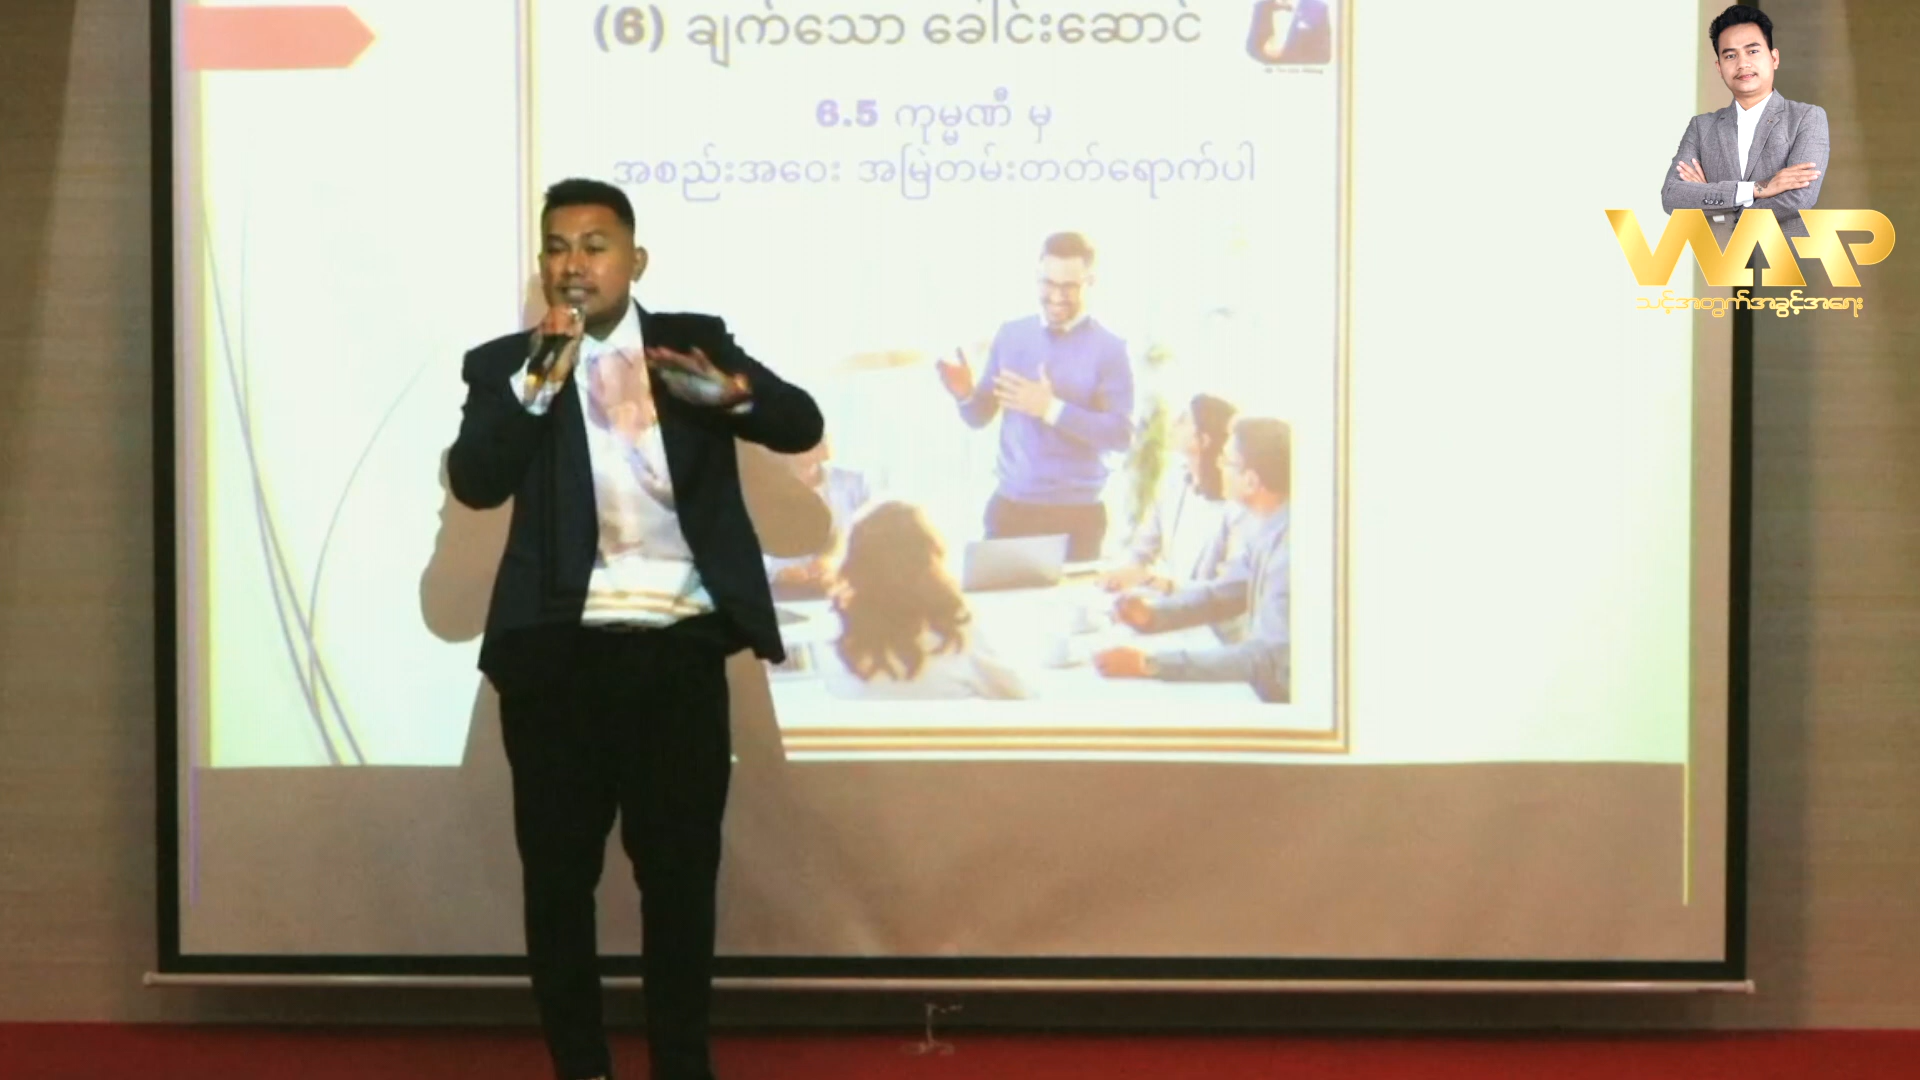 (6) ချက်သော ခေါင်းဆောင်
6.5 ကုမ္မဏီ မှ
အစည်းအဝေး အမြဲတမ်းတတ်ရောက်ပါ
WAP
သင့်အတွက်အခွင့်အရေး